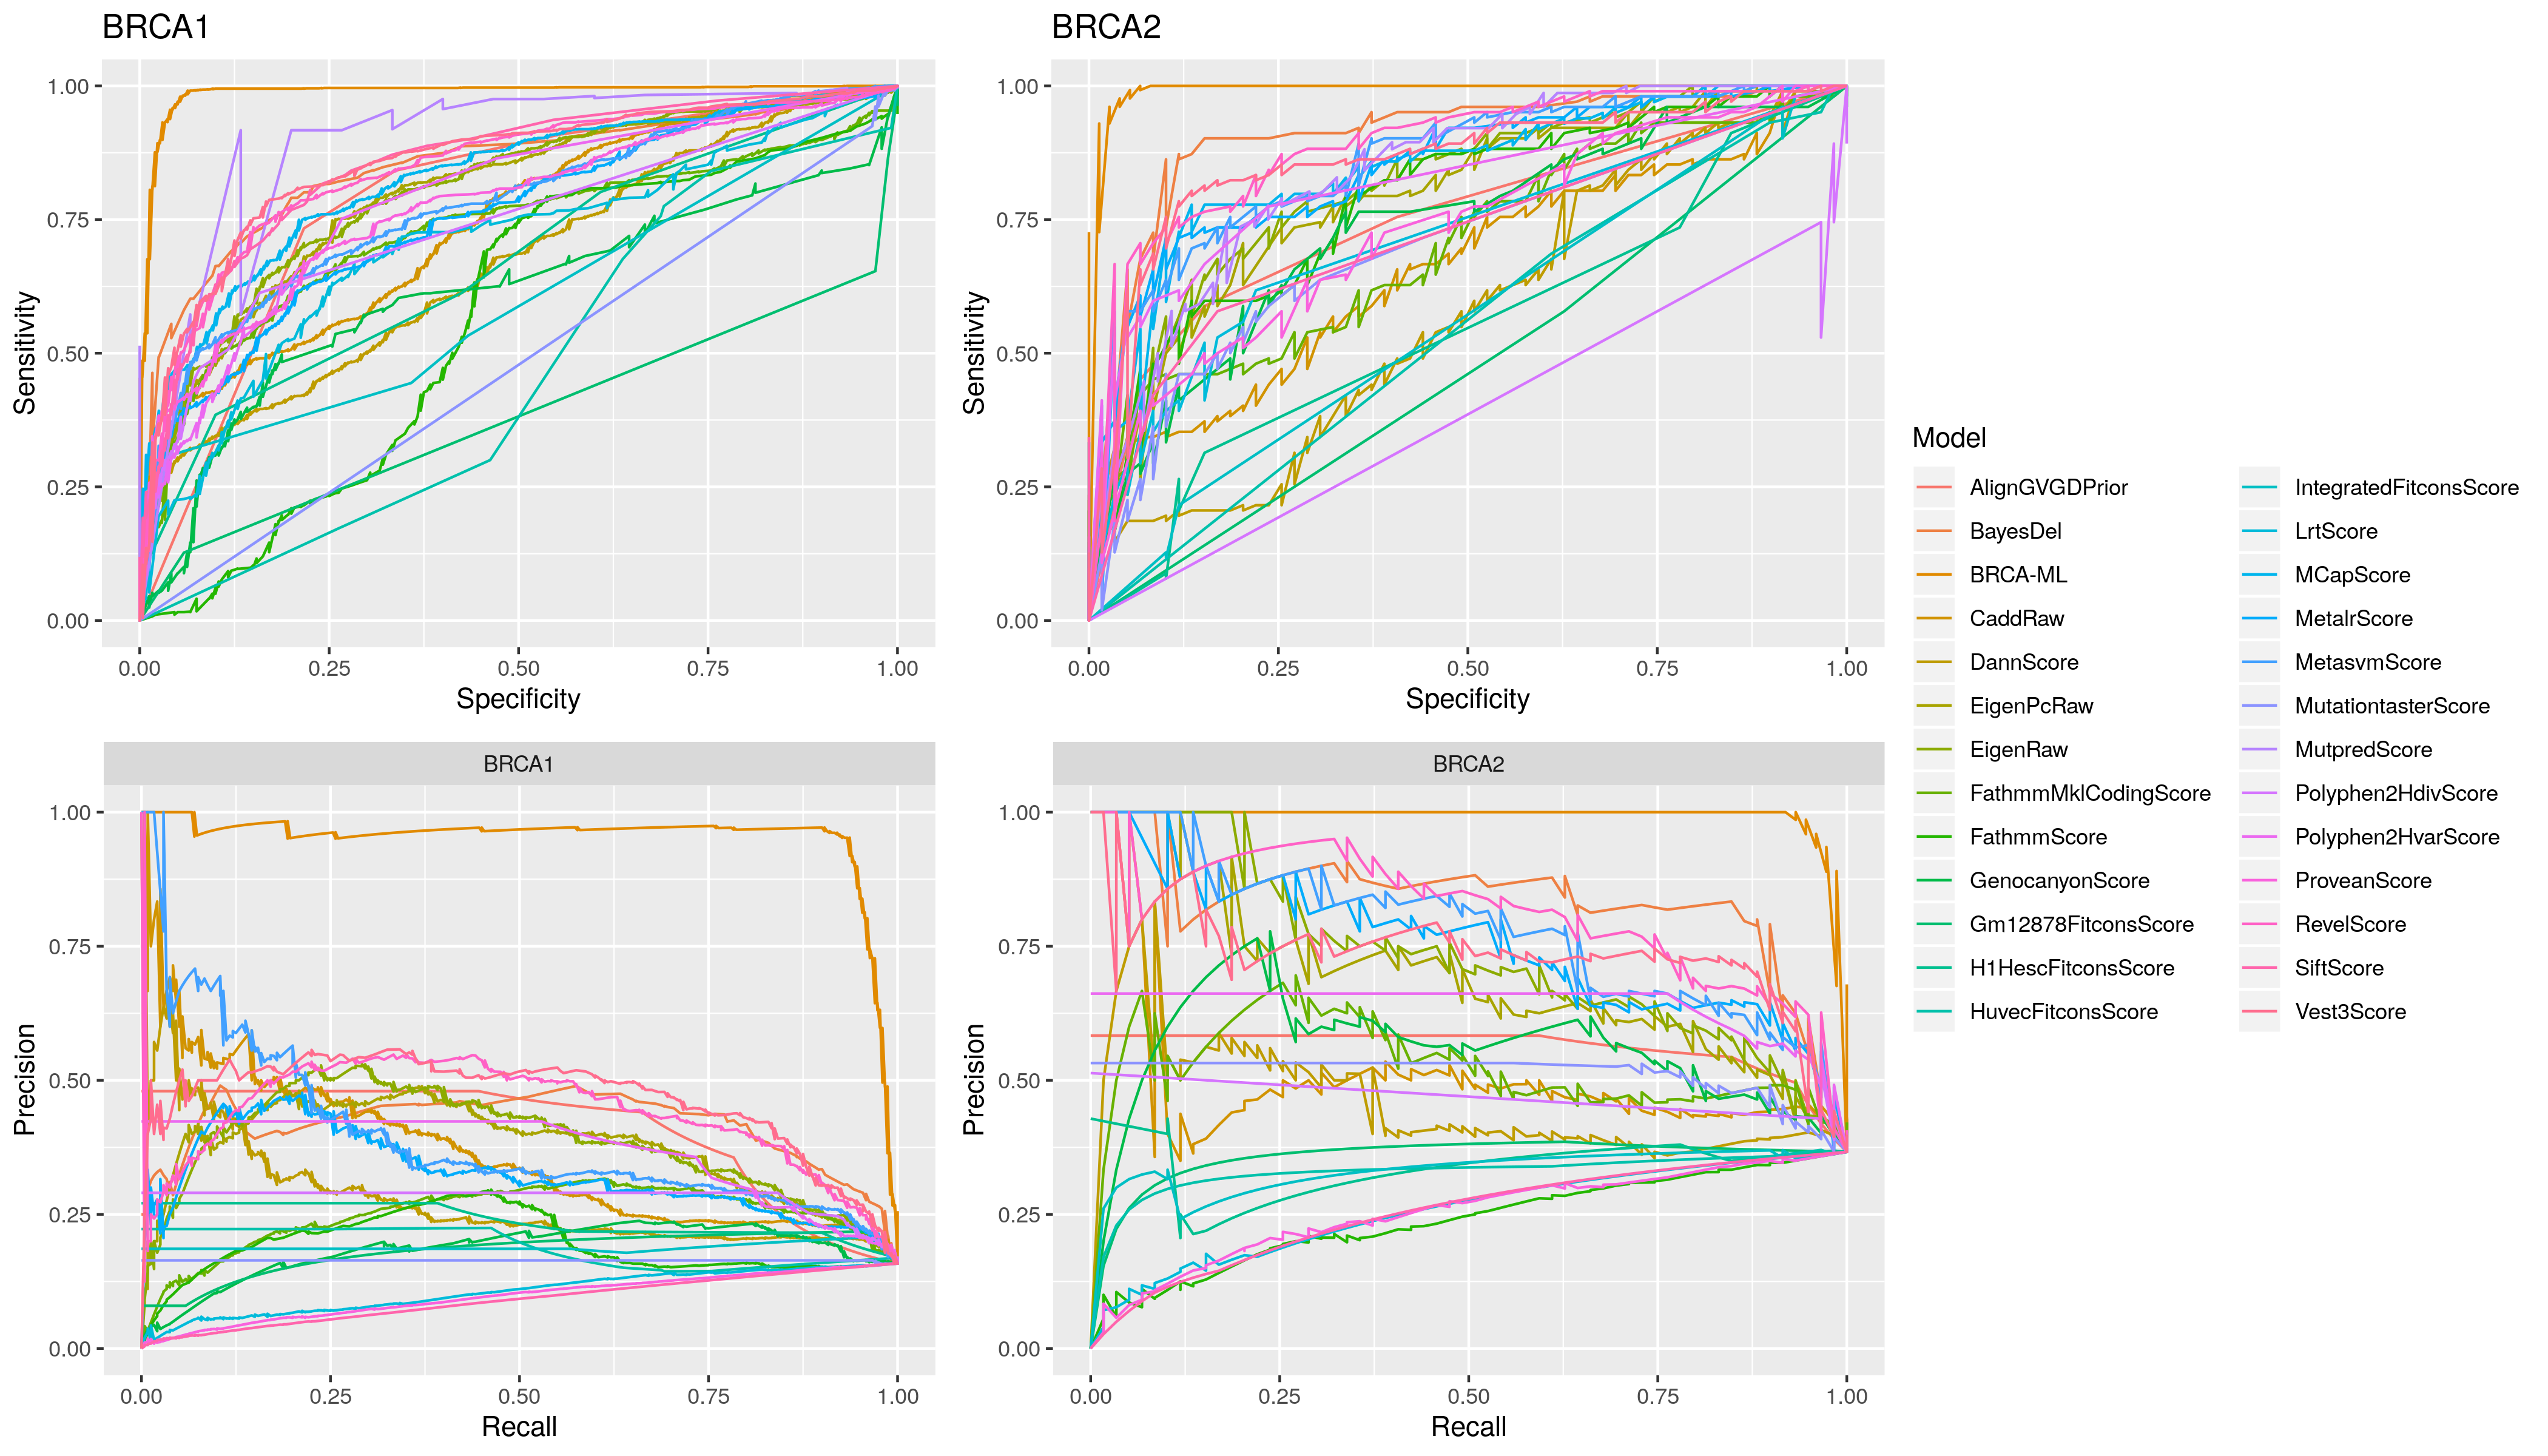 BRCA1
BRCA2
1.00
0.75
0.50
0.25
0.00
Sensitivity
0.00 0.25 0.50 0.75 1.00
Specificity
1.00
0.75
0.50
0.25
0.00
Sensitivity
0.00 0.25 0.50 0.75 1.00
Specificity
BRCA1
1.00
0.75
0.50
0.25
0.00
Precision
0.00 0.25 0.50 0.75 1.00
Recall
BRCA2
1.00
0.75
0.50
0.25
0.00
Precision
0.00 0.25 0.50 0.75 1.00
Recall
Model
AlignGVGDPrior
BayesDel
BRCA-ML
CaddRaw
DannScore
EigenPcRaw
EigenRaw
FathmmMklCodingScore
FathmmScore
GenocanyonScore
Gm12878FitconsScore
H1HescFitconsScore
HuvecFitconsScore
IntegratedFitconsScore
LrtScore
MCapScore
MetalrScore
MetasvmScore
MutationtasterScore
MutpredScore
Polyphen2HdivScore
Polyphen2HvarScore
ProveanScore
RevelScore
SiftScore
Vest3Score